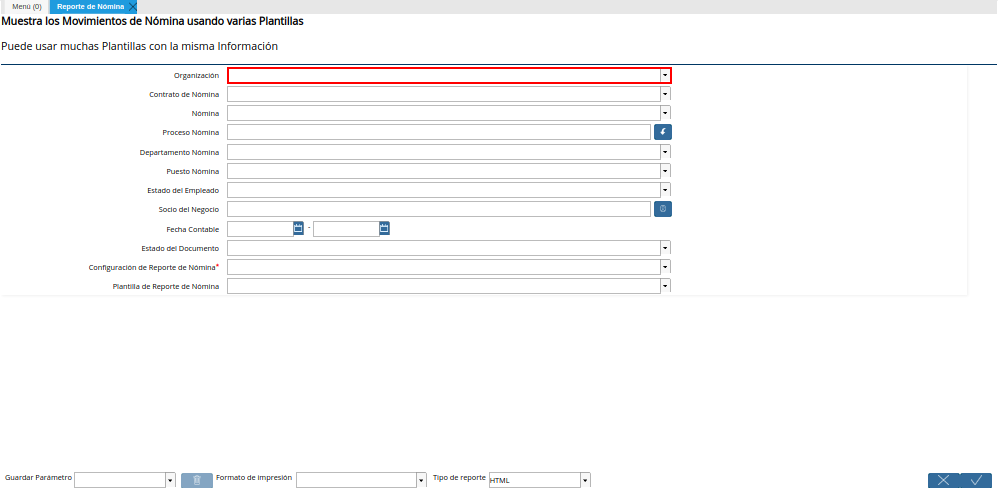 Menú (0) Reporte de Nómina
Muestra los Movimientos de Nómina usando varias Plantillas
Puede usar muchas Plantillas con la misma Información
Organización
Contrato de Nómina
Nómina
Proceso Nómina
Departamento Nómina
Puesto Nómina
Estado del Empleado
Socio del Negocio
Fecha Contable -
Estado del Documento
Configuración de Reporte de Nómina*
Plantilla de Reporte de Nómina
Guardar Parámetro Formato de impresión Tipo de reporte HTML